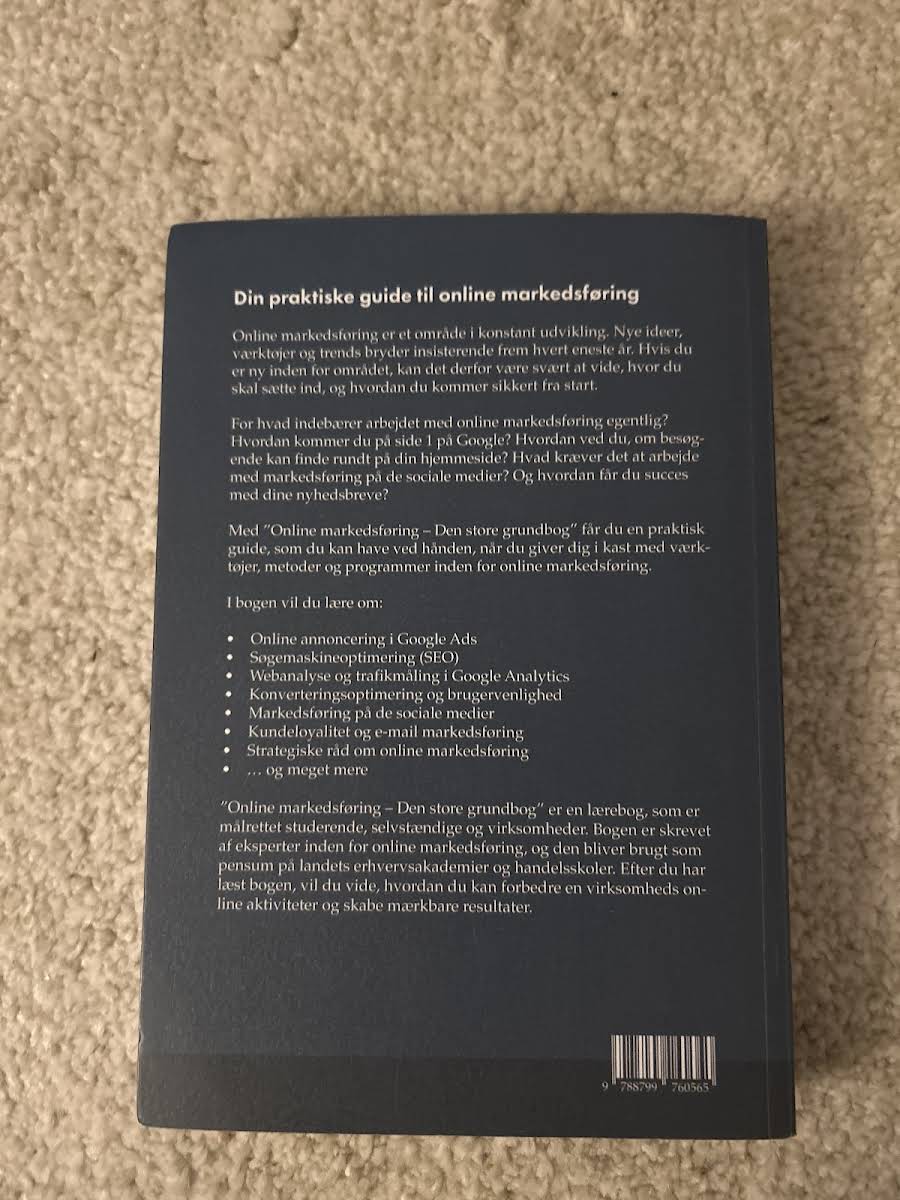 Din praktiske guide til online markedsføring
Online markedsføring er et område i konstant udvikling. Nye ideer,
værktøjer og trends bryder insisterende frem hvert eneste år. Hvis du
er ny inden for området, kan det derfor være svært at vide, hvor du
skal sætte ind, og hvordan du kommer sikkert fra start.
For hvad indebærer arbejdet med online markedsføring egentlig?
Hvordan kommer du på side 1 på Google? Hvordan ved du, om besøg-
ende kan finde rundt på din hjemmeside? Hvad kræver det at arbejde
med markedsføring på de sociale medier? Og hvordan får du succes
med dine nyhedsbreve?
Med "Online markedsføring – Den store grundbog" får du en praktisk
guide, som du kan have ved hånden, når du giver dig i kast med værk-
tøjer, metoder og programmer inden for online markedsføring.
I bogen vil du lære om:
• Online annoncering i Google Ads
• Søgemaskineoptimering (SEO)
• Webanalyse og trafikmåling i Google Analytics
• Konverteringsoptimering og brugervenlighed
• Markedsføring på de sociale medier
• Kundeloyalitet og e-mail markedsføring
• Strategiske råd om online markedsføring
• … og meget mere
"Online markedsføring – Den store grundbog" er en lærebog, som er
målrettet studerende, selvstændige og virksomheder. Bogen er skrevet
af eksperter inden for online markedsføring, og den bliver brugt som
pensum på landets erhvervsakademier og handelsskoler. Efter du har
læst bogen, vil du vide, hvordan du kan forbedre en virksomheds on-
line aktiviteter og skabe mærkbare resultater.
9 788799 760565